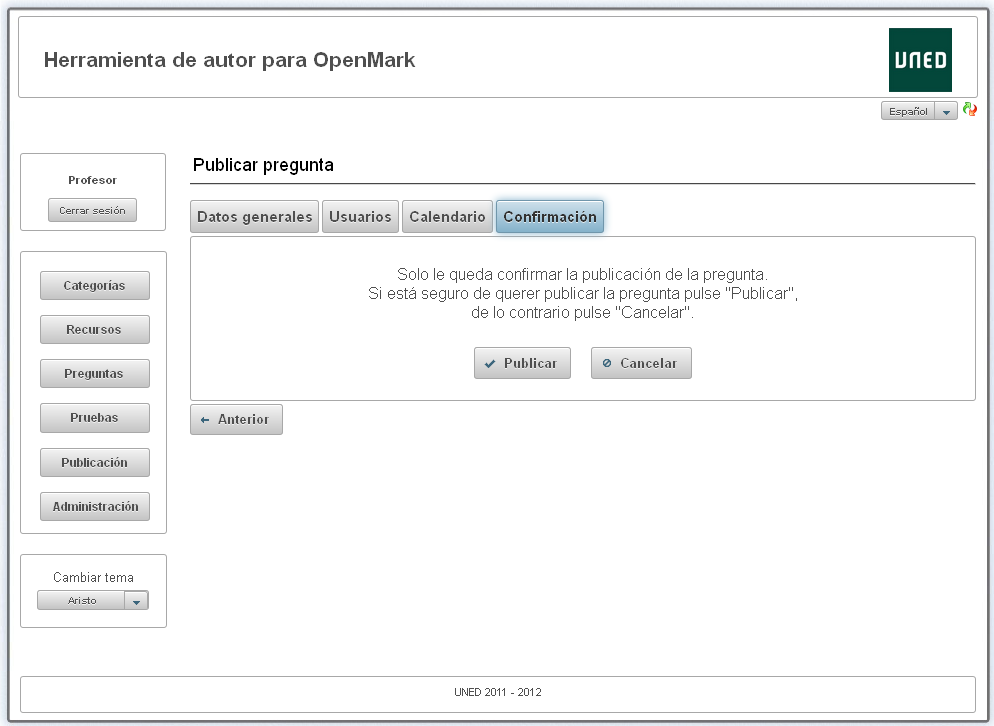 Herramienta de autor para OpenMark
UNED
Español
Profesor
Cerrar sesión
Categorías
Recursos
Preguntas
Pruebas
Publicación
Administración
Cambiar tema
Aristo
Publicar pregunta
Datos generales Usuarios Calendario Confirmación
Solo le queda confirmar la publicación de la pregunta.
Si está seguro de querer publicar la pregunta pulse "Publicar",
de lo contrario pulse "Cancelar".
Publicar Cancelar
Anterior
UNED 2011 - 2012